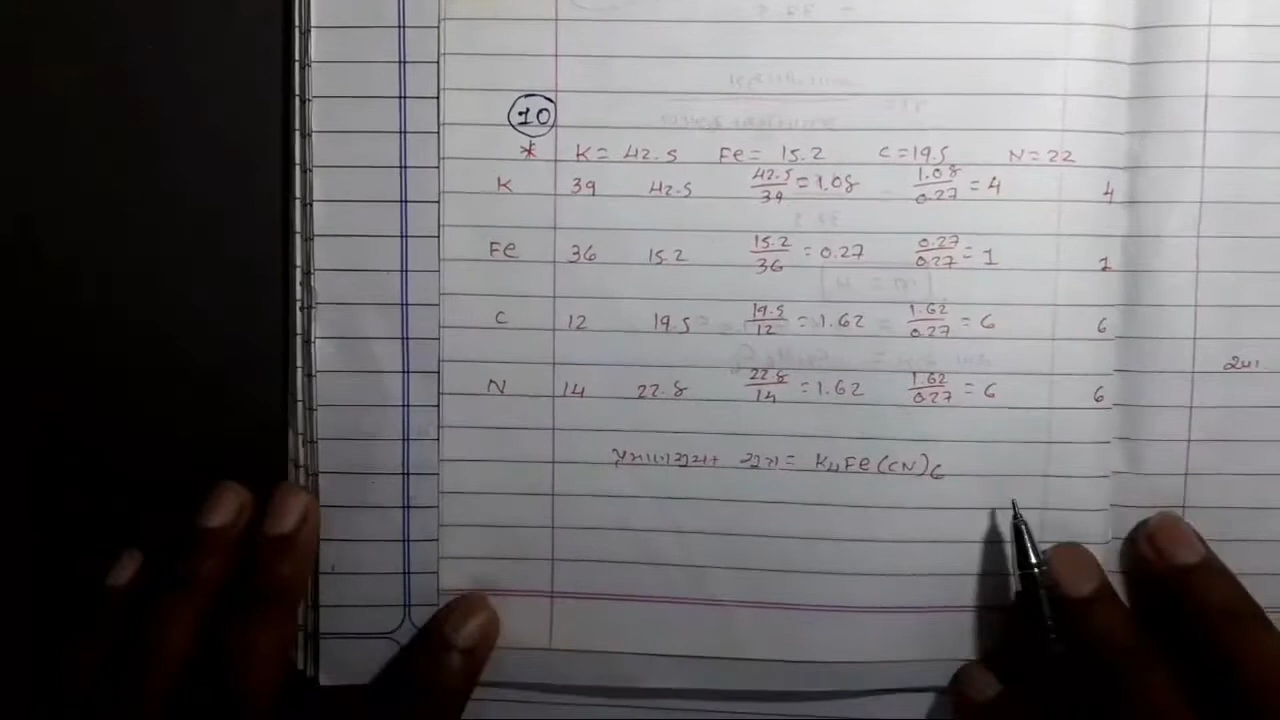 10
* K = 42.5 Fe = 15.2 C = 19.5 N = 22
K 39 42.5 42.5/39 = 1.08 1.08/0.27 = 4 4
Fe 36 15.2 15.2/36 = 0.27 0.27/0.27 = 1 1
C 12 19.5 19.5/12 = 1.62 1.62/0.27 = 6 6
N 14 22.8 22.8/14 = 1.62 1.62/0.27 = 6 6
સૂત્ર = K4Fe(CN)6